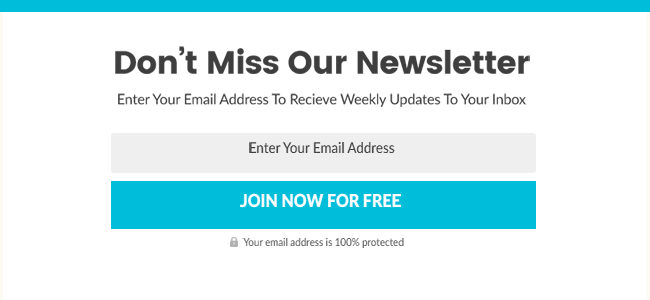 Don't Miss Our Newsletter
Enter Your Email Address To Recieve Weekly Updates To Your Inbox
Enter Your Email Address
JOIN NOW FOR FREE
Your email address is 100% protected